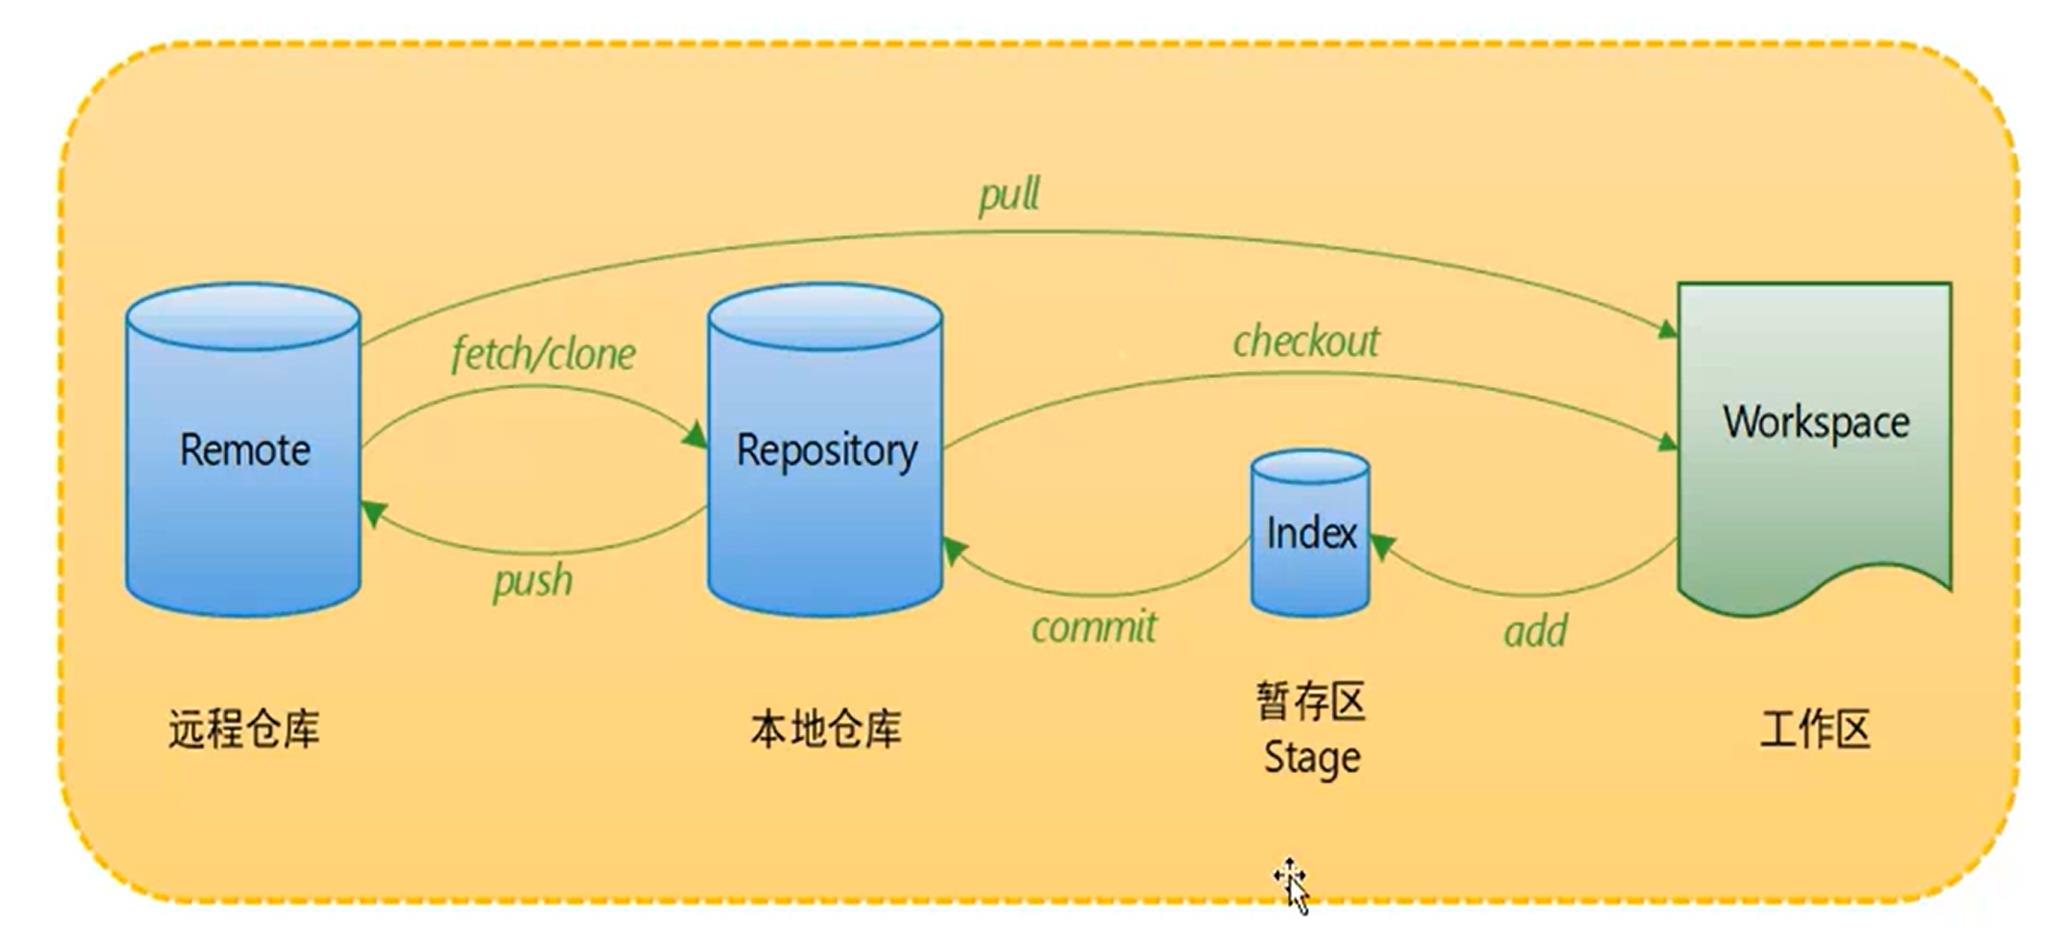 pull
fetch/clone
checkout
Remote
Repository
Index
Workspace
push
commit
add
远程仓库
本地仓库
暂存区
Stage
工作区